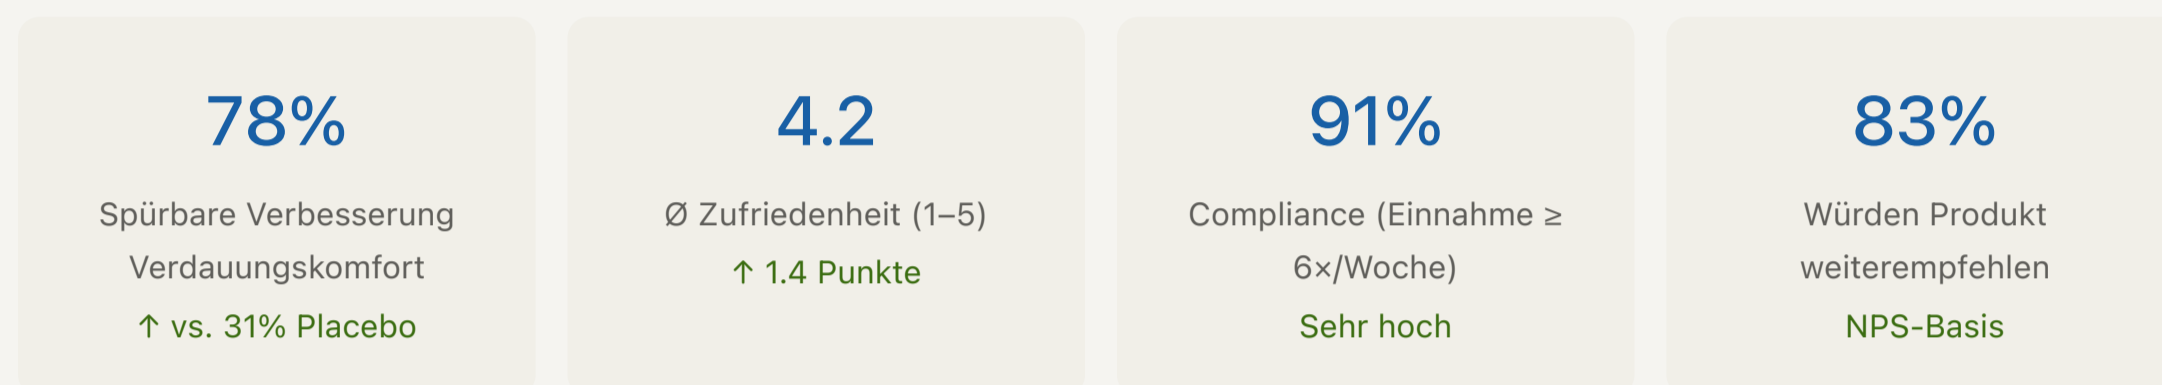 78%
Spürbare Verbesserung
Verdauungskomfort
↑ vs. 31% Placebo
4.2
Ø Zufriedenheit (1–5)
↑ 1.4 Punkte
91%
Compliance (Einnahme ≥
6×/Woche)
Sehr hoch
83%
Würden Produkt
weiterempfehlen
NPS-Basis